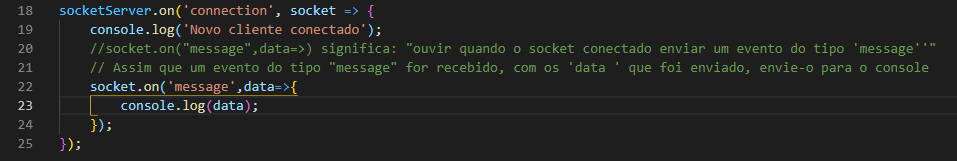 18 socketServer.on('connection', socket => {
19 console.log('Novo cliente conectado');
20 //socket.on("message",data=>) significa: "ouvir quando o socket conectado enviar um evento do tipo 'message''"
21 // Assim que um evento do tipo "message" for recebido, com os 'data ' que foi enviado, envie-o para o console
22 socket.on('message',data=>{
23 console.log(data);
24 });
25 });